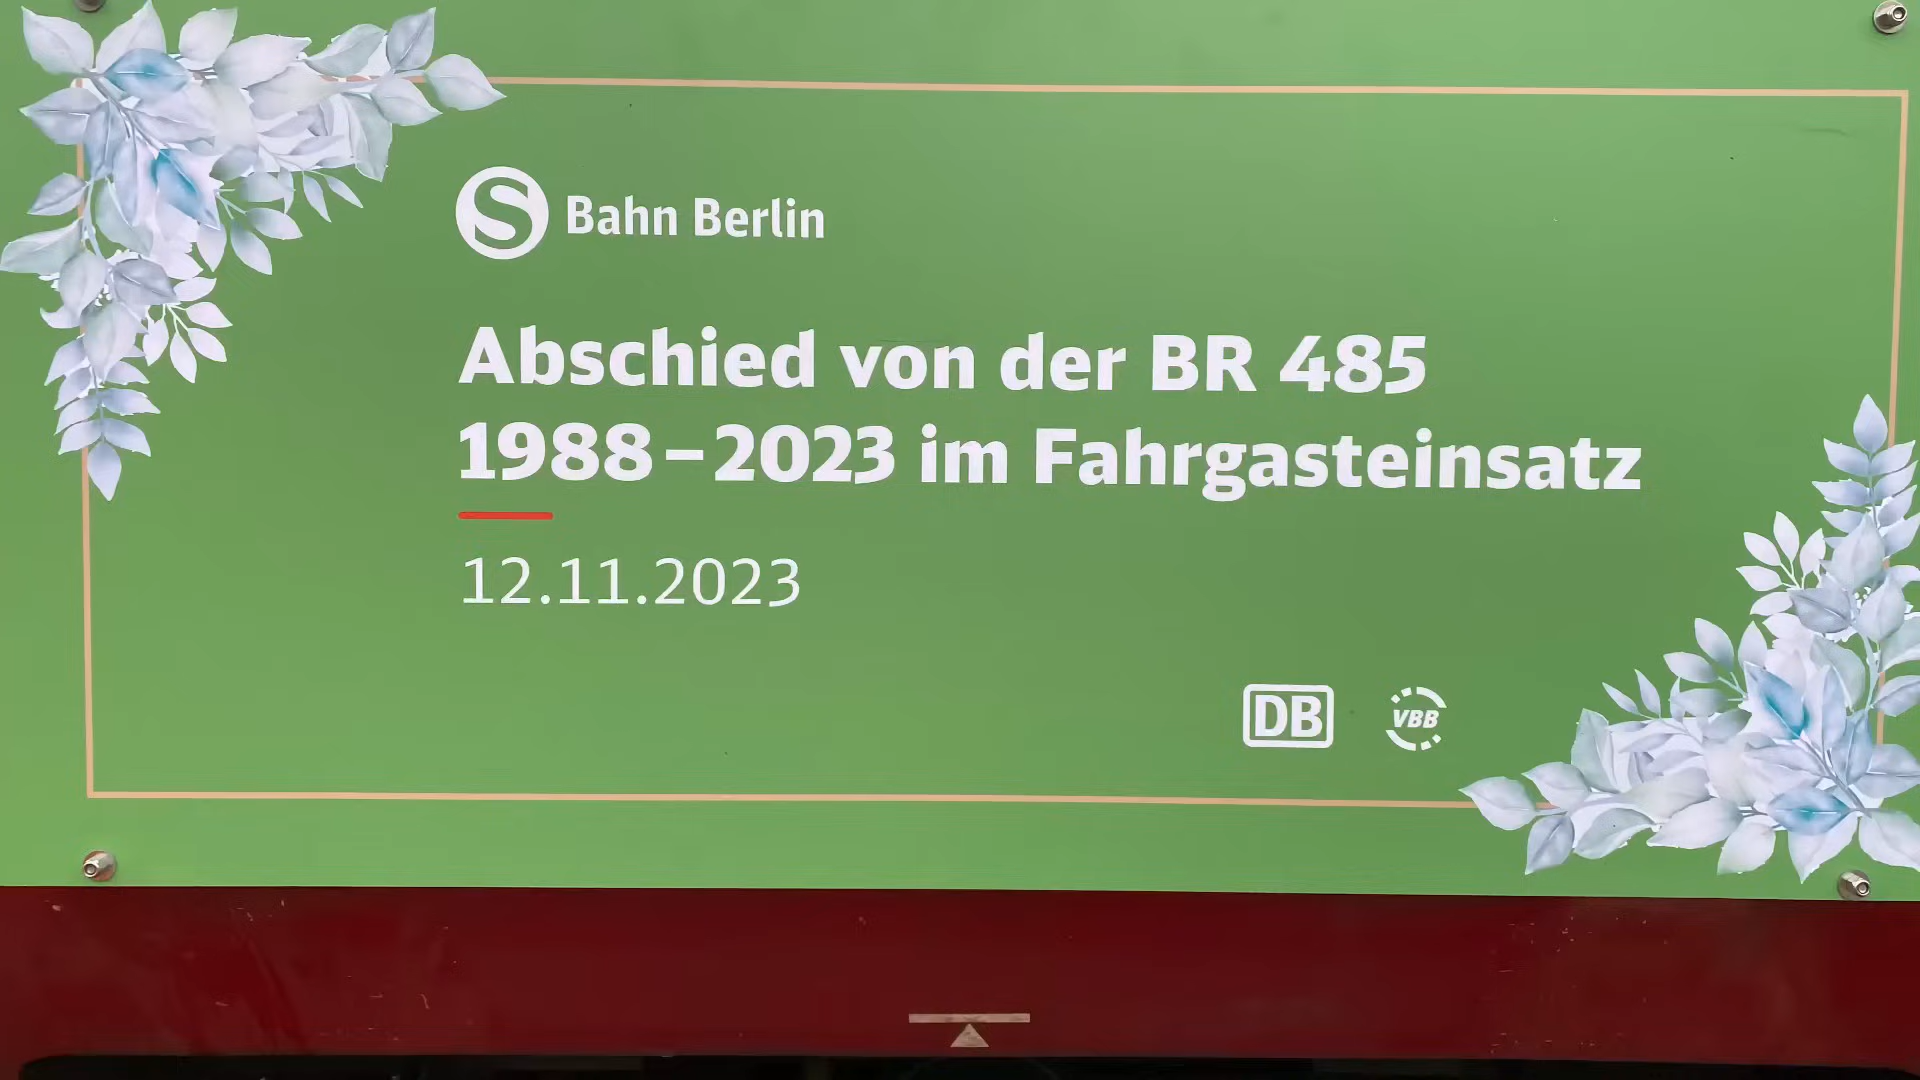 S Bahn Berlin
Abschied von der BR 485
1988–2023 im Fahrgasteinsatz
12.11.2023
DB VBB